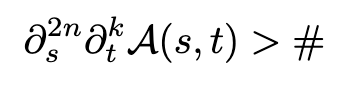 ∂_s^{2n} ∂_t^k 𝒜(s, t) > #